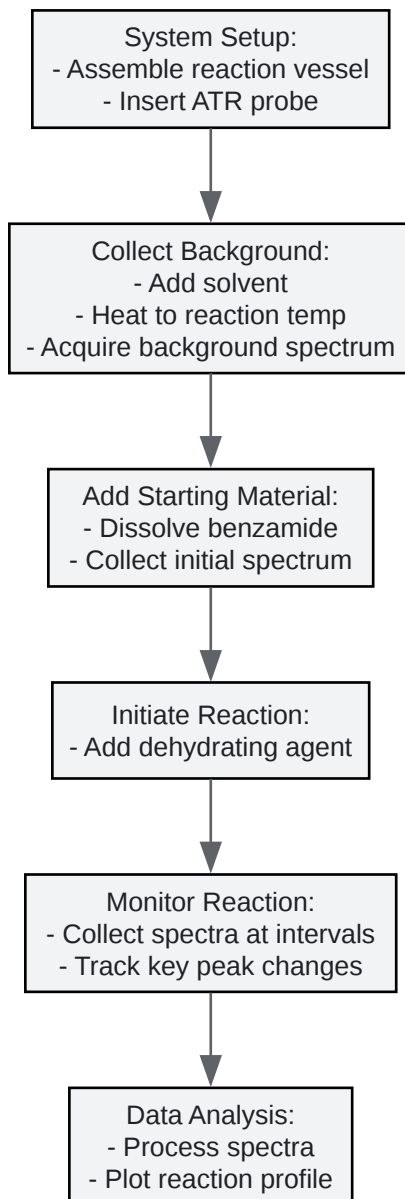 System Setup:
- Assemble reaction vessel
- Insert ATR probe
Collect Background:
- Add solvent
- Heat to reaction temp
- Acquire background spectrum
Add Starting Material:
- Dissolve benzamide
- Collect initial spectrum
Initiate Reaction:
- Add dehydrating agent
Monitor Reaction:
- Collect spectra at intervals
- Track key peak changes
Data Analysis:
- Process spectra
- Plot reaction profile